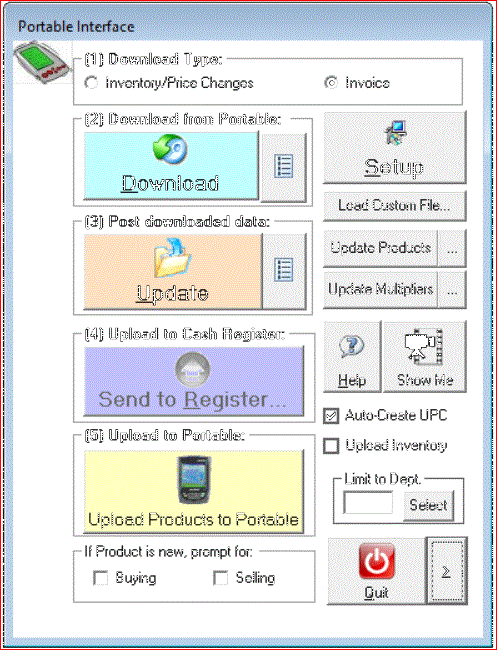 Portable Interface
(1) Download Type:
Inventory/Price Changes
Invoice
(2) Download from Portable:
Download
Setup
Load Custom File...
(3) Post downloaded data:
Update
Update Products
...
Update Multipliers
...
(4) Upload to Cash Register:
Send to Register...
Help
Show Me
Auto-Create UPC
Upload Inventory
(5) Upload to Portable:
Upload Products to Portable
Limit to Dept.
Select
If Product is new, prompt for:
Buying
Selling
Quit
>